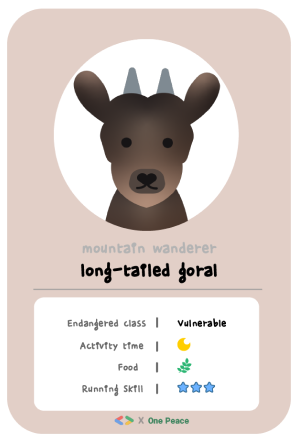 mountain wanderer
long-tailed goral
Endangered class | Vulnerable
Activity time |
Food |
Running Skill |
X One Peace